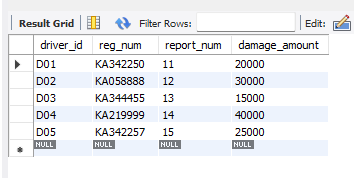 Result Grid Filter Rows: Edit:
driver_id reg_num report_num damage_amount
D01 KA342250 11 20000
D02 KA058888 12 30000
D03 KA344455 13 15000
D04 KA219999 14 40000
D05 KA342257 15 25000
NULL NULL NULL NULL